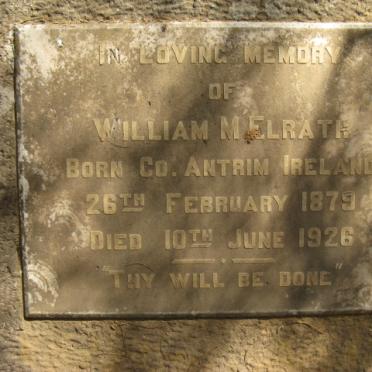 IN LOVING MEMORY
OF
WILLIAM McELRATH
BORN CO. ANTRIM IRELAND
26TH FEBRUARY 1879
DIED 10TH JUNE 1926
"THY WILL BE DONE"